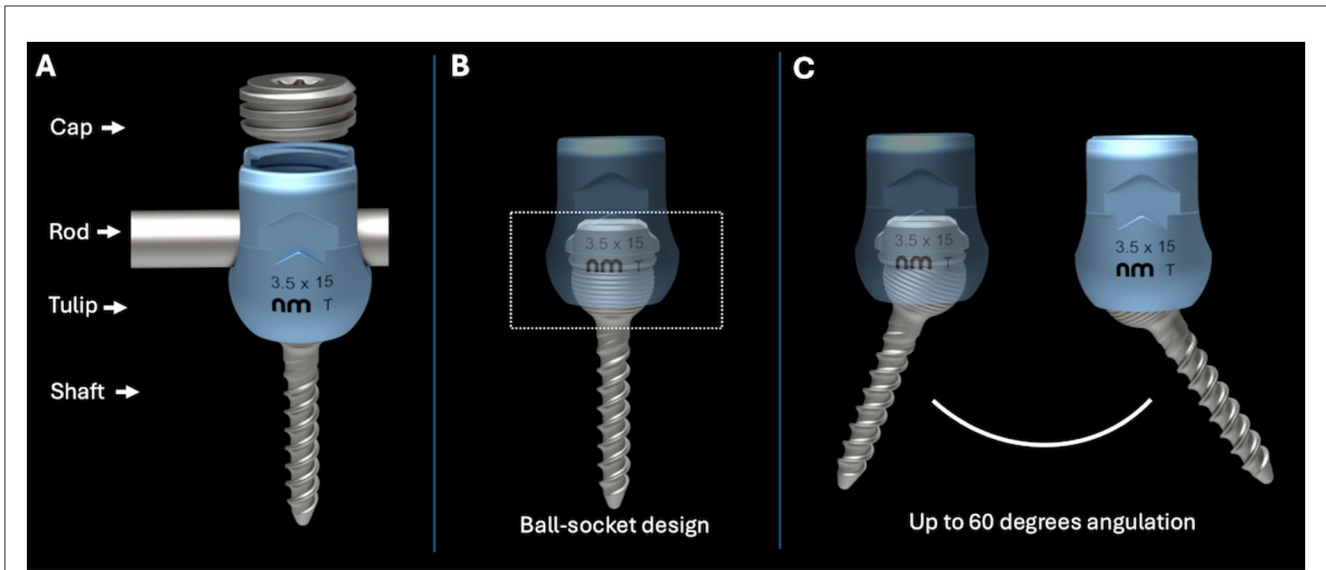 A
Cap
Rod
Tulip
Shaft
3.5 x 15
nm T
B
3.5 x 15
nm T
Ball-socket design
C
3.5 x 15
nm T
3.5 x 15
nm T
Up to 60 degrees angulation